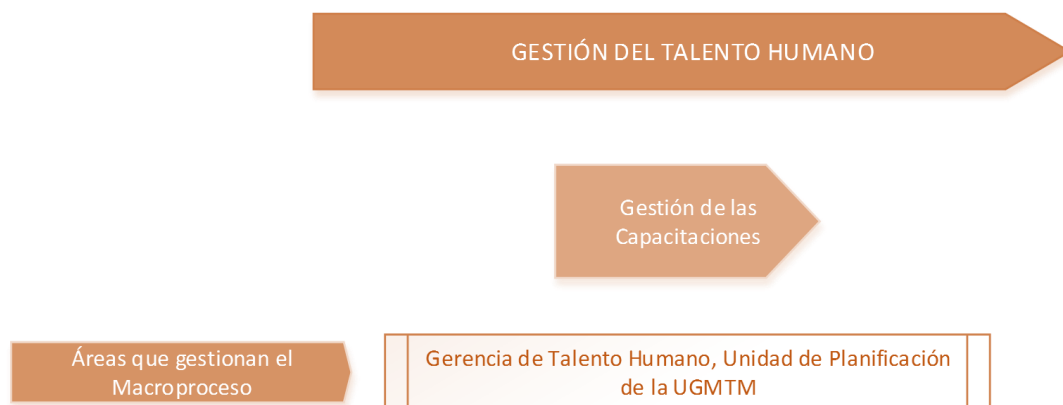 GESTIÓN DEL TALENTO HUMANO
Gestión de las
Capacitaciones
Áreas que gestionan el
Macroproceso
Gerencia de Talento Humano, Unidad de Planificación
de la UGMTM